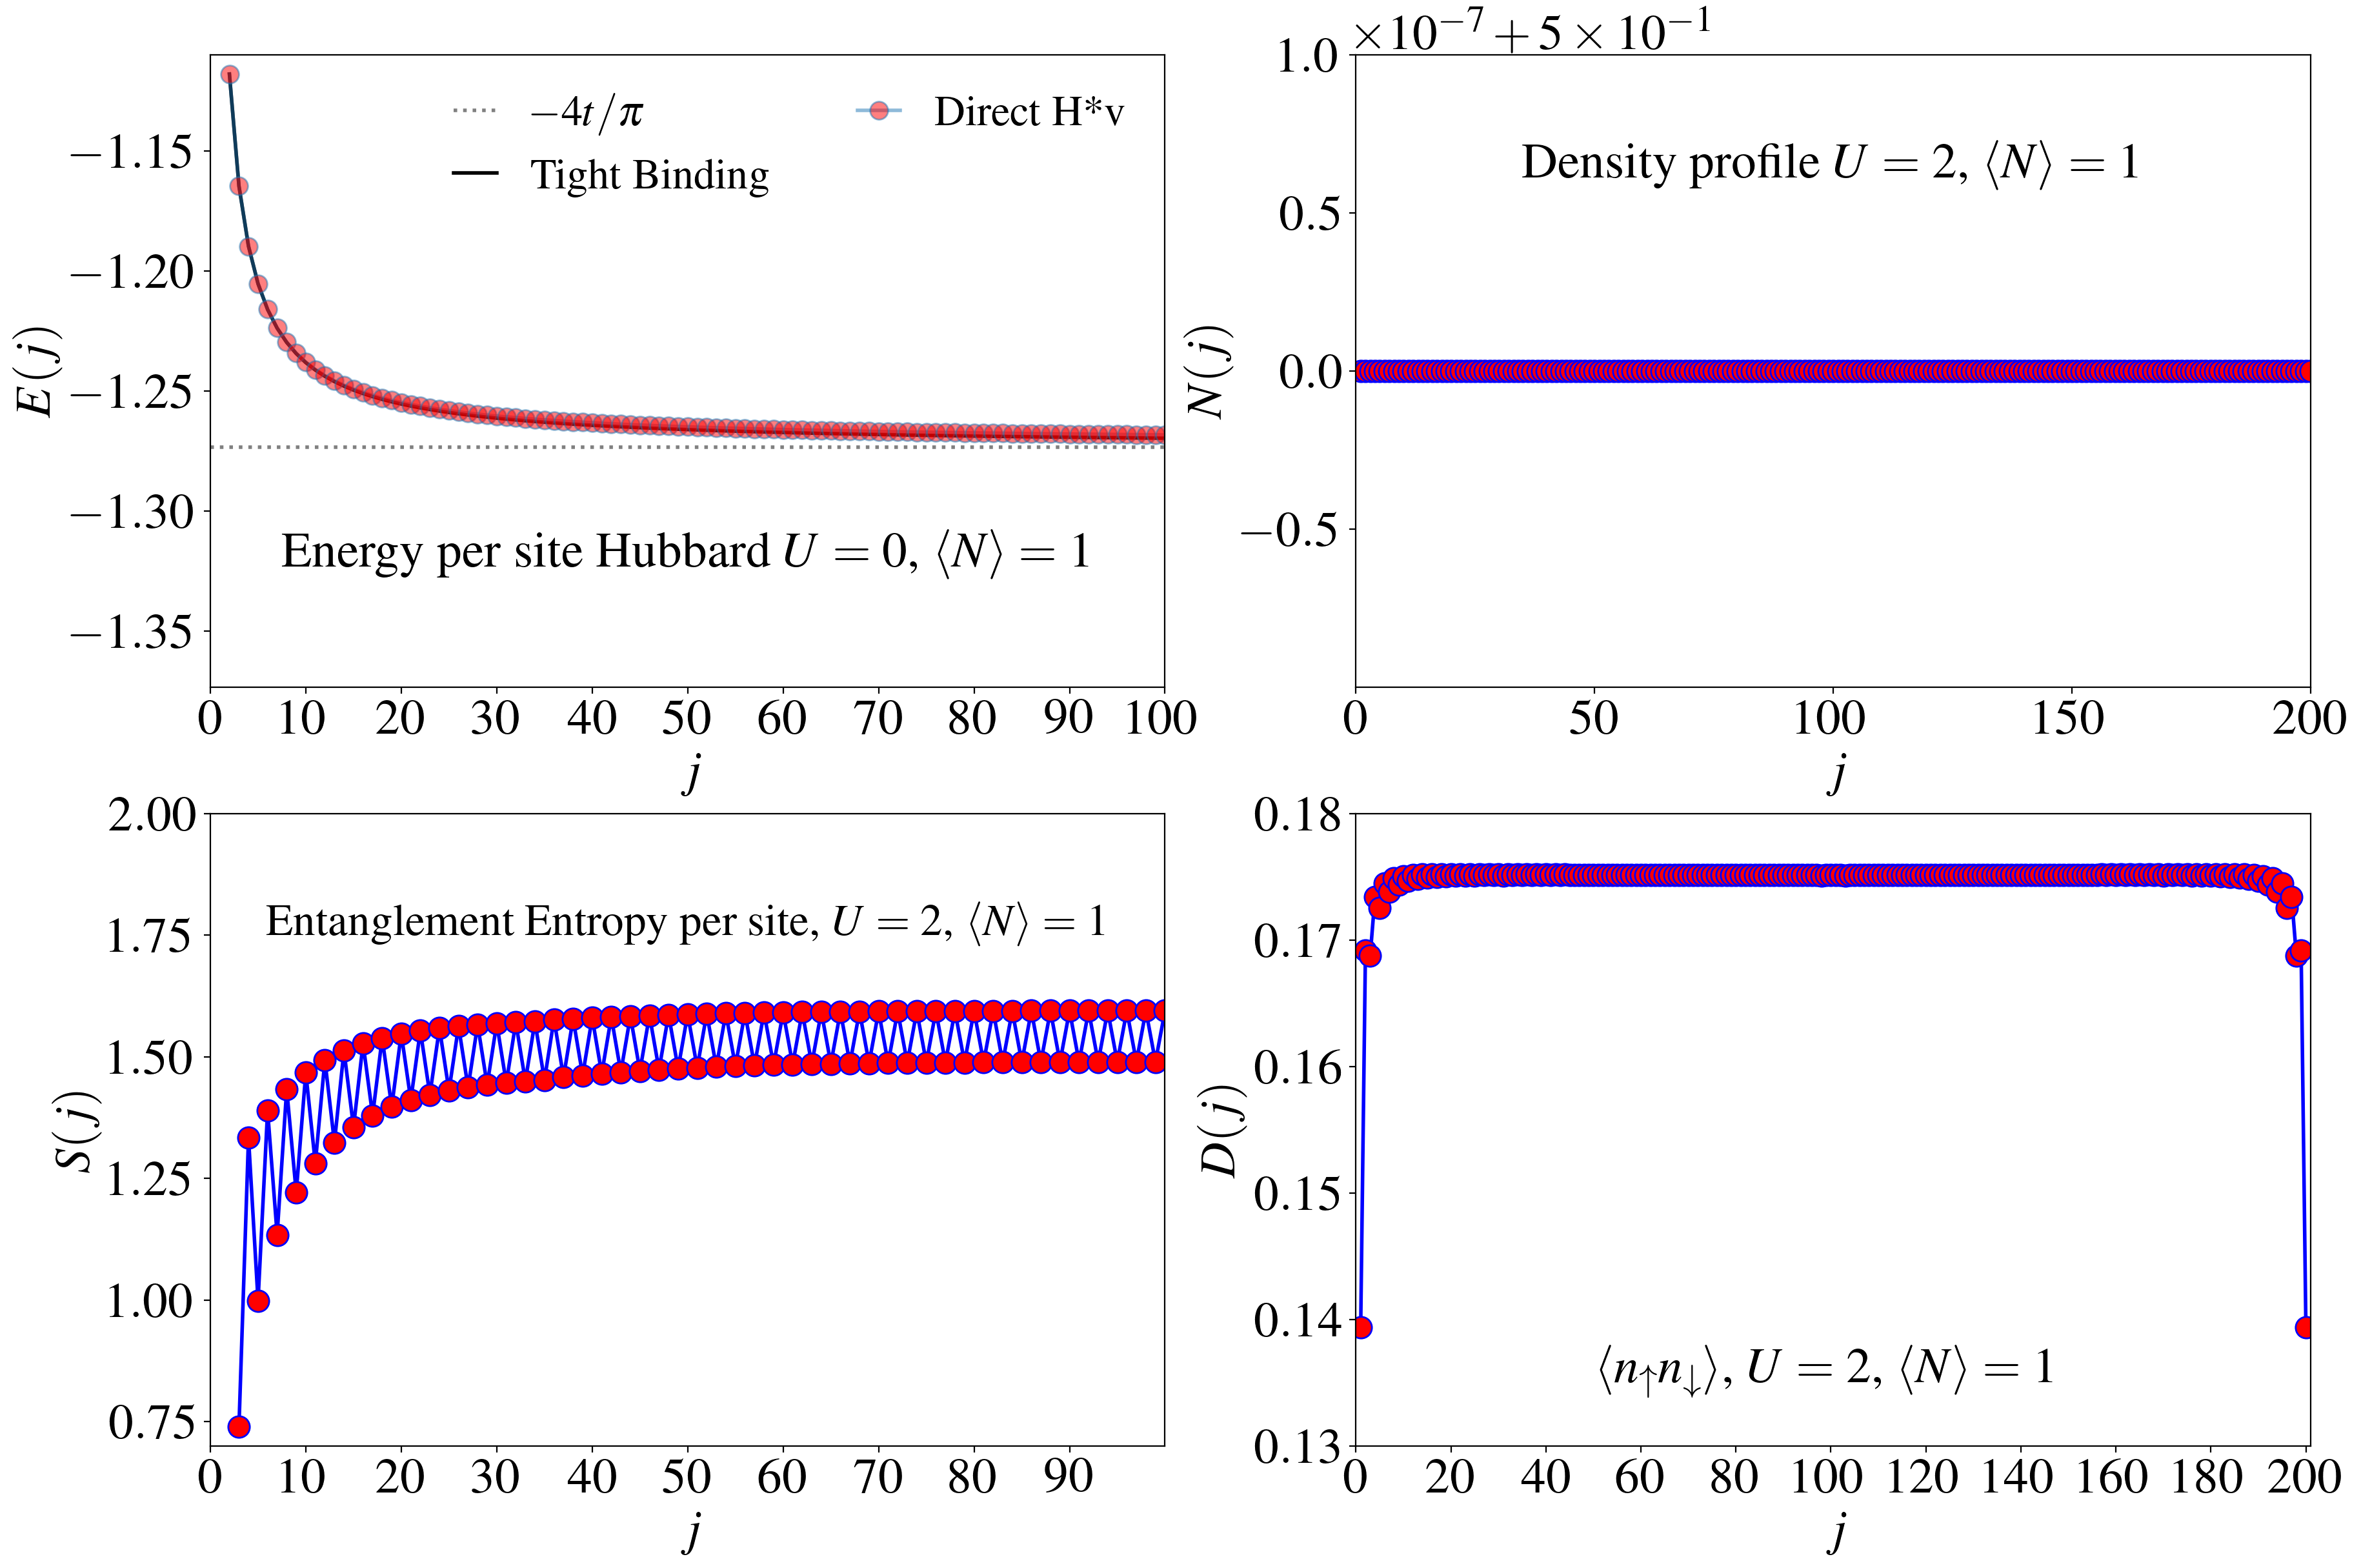 −4t/π
Tight Binding
Direct H*v
−1.15
−1.20
−1.25
−1.30
−1.35
E(j)
Energy per site Hubbard U = 0, ⟨N⟩ = 1
0 10 20 30 40 50 60 70 80 90 100
j
×10⁻⁷ + 5 × 10⁻¹
1.0
0.5
0.0
−0.5
N(j)
Density profile U = 2, ⟨N⟩ = 1
0 50 100 150 200
j
2.00
1.75
1.50
1.25
1.00
0.75
S(j)
Entanglement Entropy per site, U = 2, ⟨N⟩ = 1
0 10 20 30 40 50 60 70 80 90
j
0.18
0.17
0.16
0.15
0.14
0.13
D(j)
⟨n↑n↓⟩, U = 2, ⟨N⟩ = 1
0 20 40 60 80 100 120 140 160 180 200
j